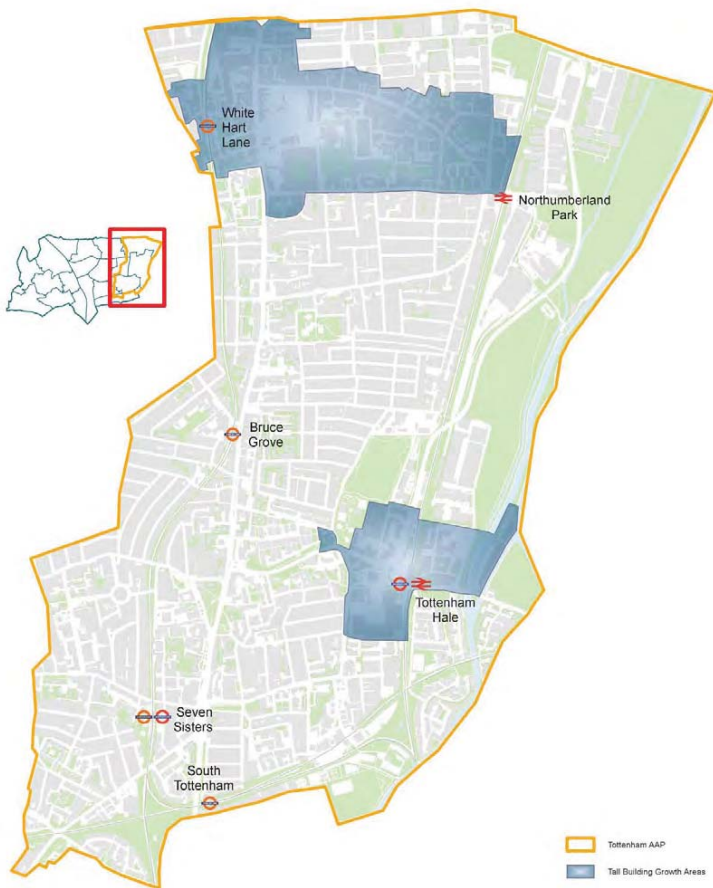 White
Hart
Lane
Northumberland
Park
Bruce
Grove
Tottenham
Hale
Seven
Sisters
South
Tottenham
Tottenham AAP
Tall Building Growth Areas